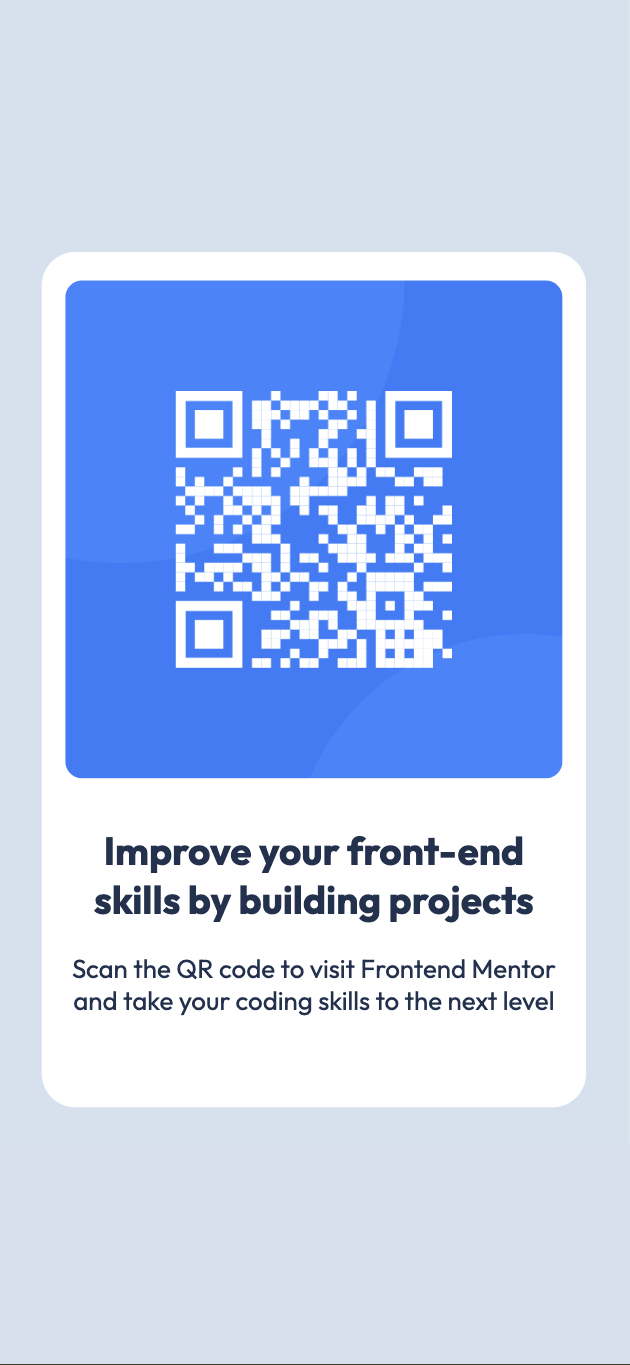 Improve your front-end
skills by building projects
Scan the QR code to visit Frontend Mentor
and take your coding skills to the next level